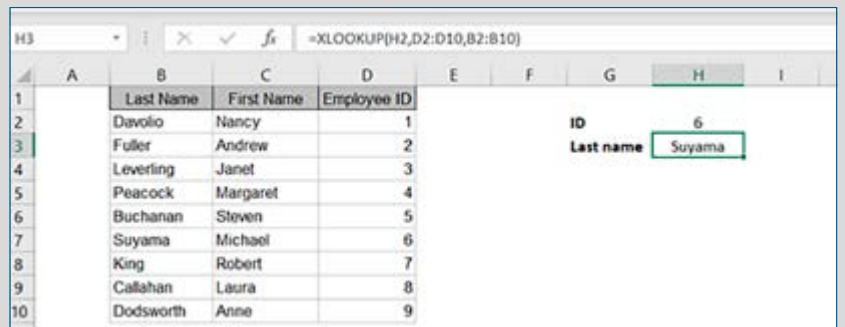 H3 fx =XLOOKUP(H2,D2:D10,B2:B10)
A B C D E F G H I
1 Last Name First Name Employee ID
2 Davolio Nancy 1 ID 6
3 Fuller Andrew 2 Last name Suyama
4 Leverling Janet 3
5 Peacock Margaret 4
6 Buchanan Steven 5
7 Suyama Michael 6
8 King Robert 7
9 Callahan Laura 8
10 Dodsworth Anne 9